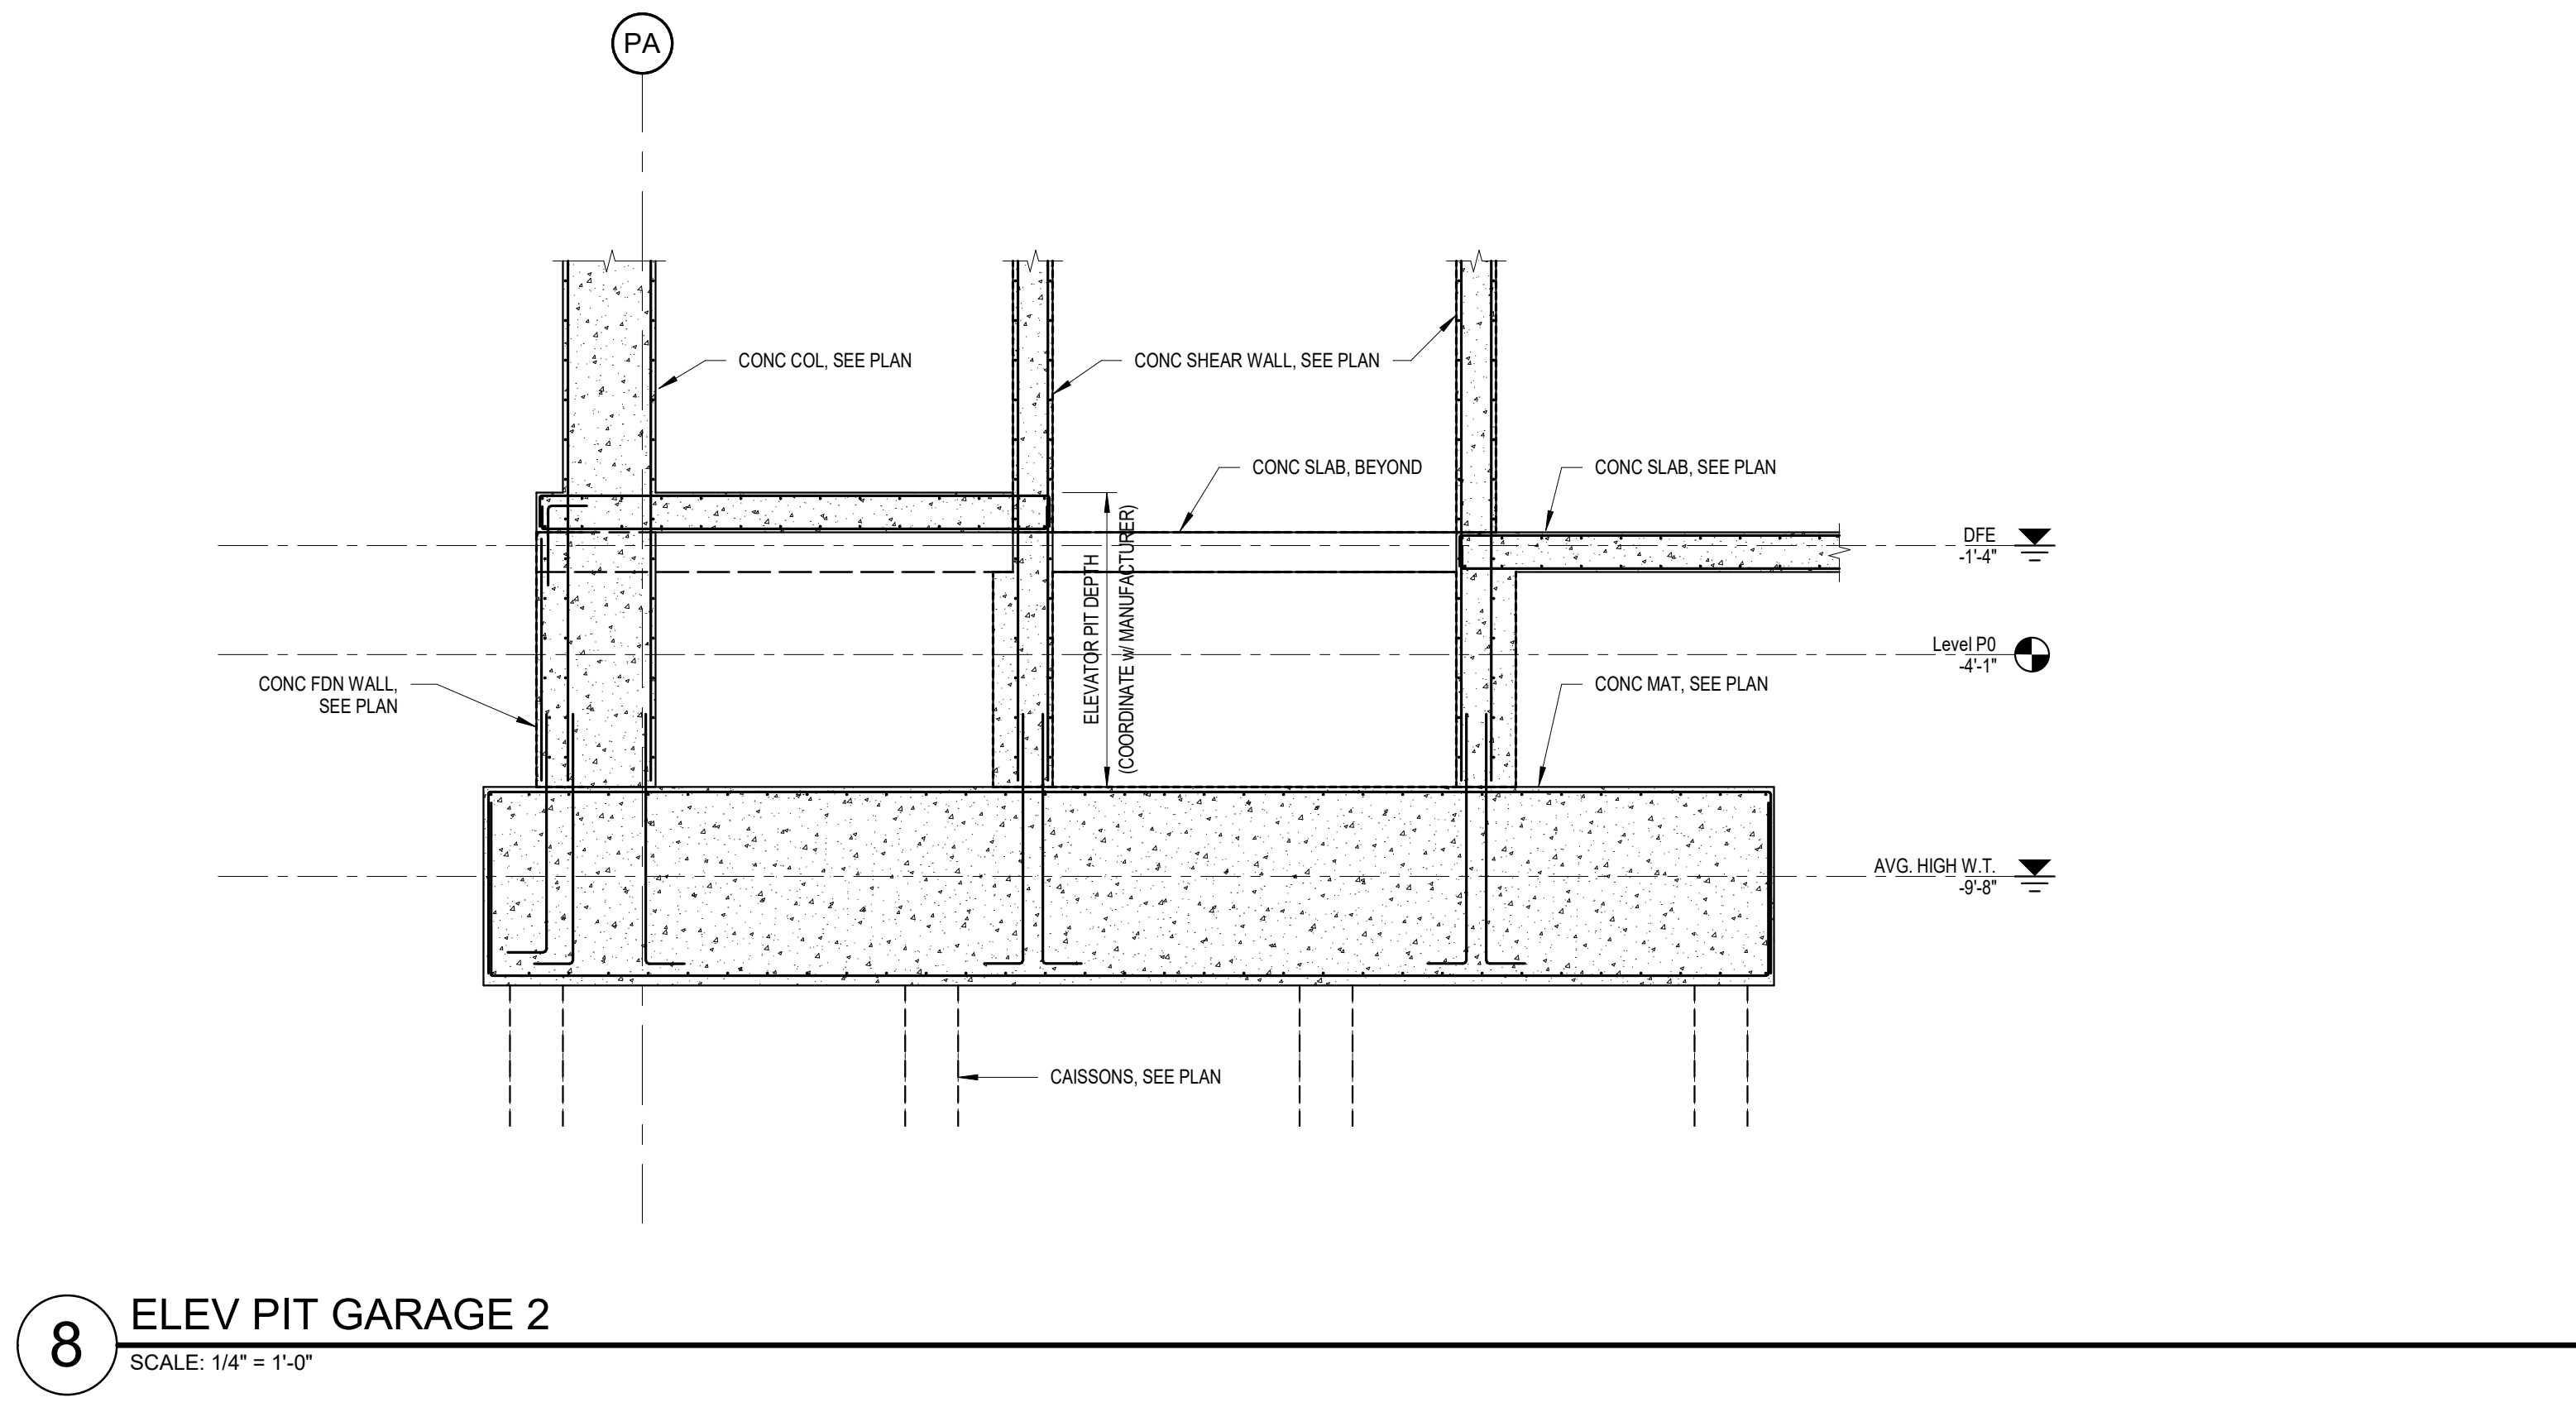 PA
CONC COL, SEE PLAN
CONC SHEAR WALL, SEE PLAN
CONC SLAB, BEYOND
CONC SLAB, SEE PLAN
DFE
-1'-4"
ELEVATOR PIT DEPTH
(COORDINATE w/ MANUFACTURER)
Level P0
-4'-1"
CONC FDN WALL,
SEE PLAN
CONC MAT, SEE PLAN
AVG. HIGH W.T.
-9'-8"
CAISSONS, SEE PLAN
8
ELEV PIT GARAGE 2
SCALE: 1/4" = 1'-0"